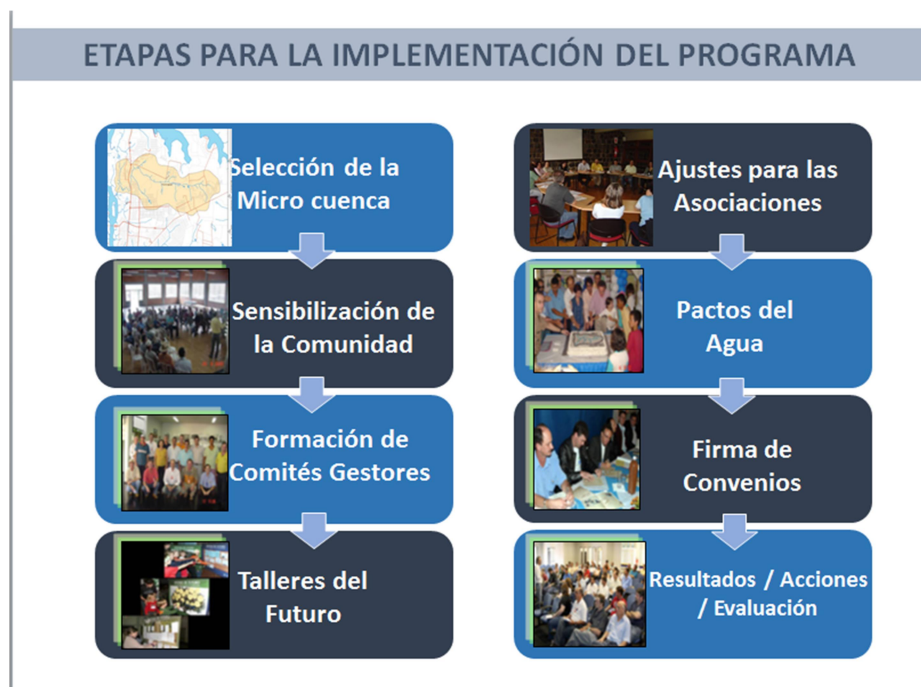 ETAPAS PARA LA IMPLEMENTACIÓN DEL PROGRAMA
Selección de la
Micro cuenca
Sensibilización de
la Comunidad
Formación de
Comités Gestores
Talleres del
Futuro
Ajustes para las
Asociaciones
Pactos del
Agua
Firma de
Convenios
Resultados / Acciones
/ Evaluación